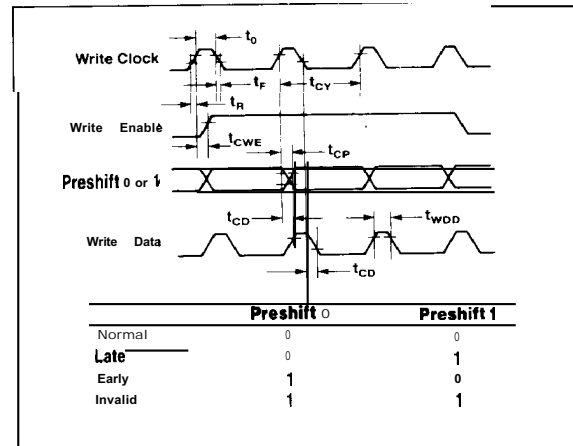 t0
Write Clock
tF
tCY
tR
Write Enable
tCWE
tCP
Preshift 0 or 1
tCD
tWDD
Write Data
tCD
Preshift 0 Preshift 1
Normal 0 0
Late 0 1
Early 1 0
Invalid 1 1